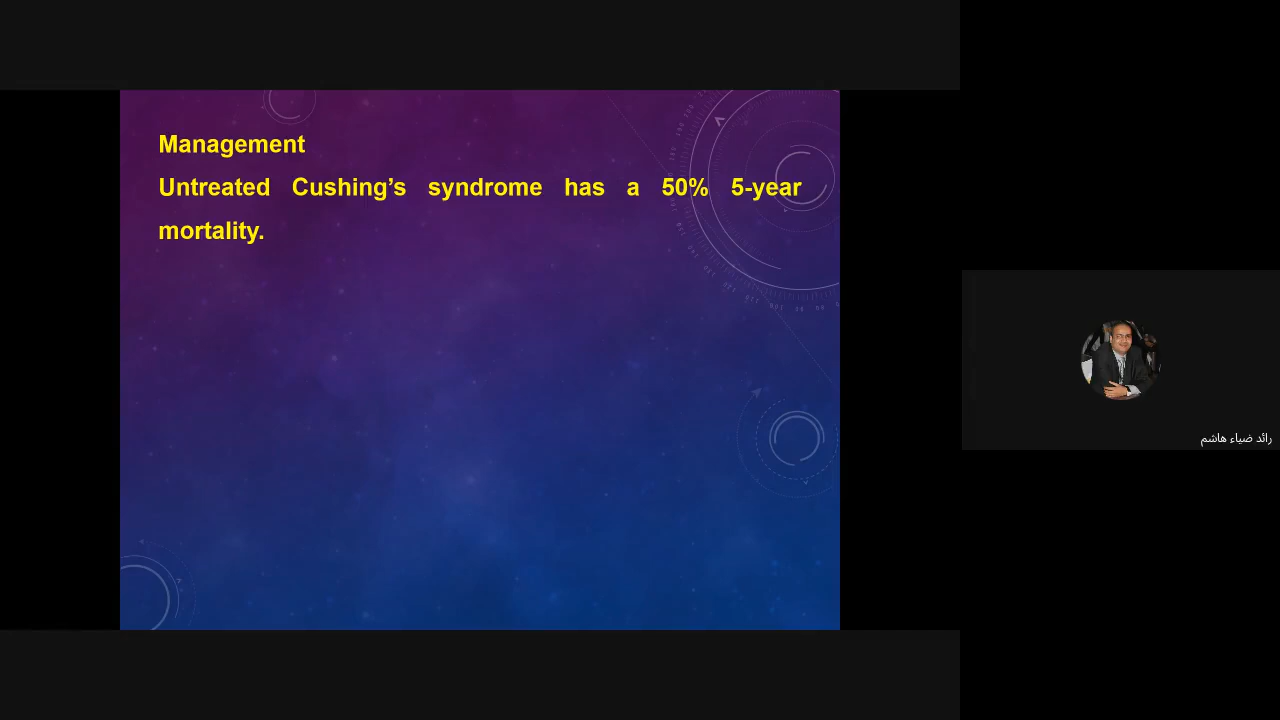 Management
Untreated Cushing's syndrome has a 50% 5-year
mortality.
رائد ضياء هاشم